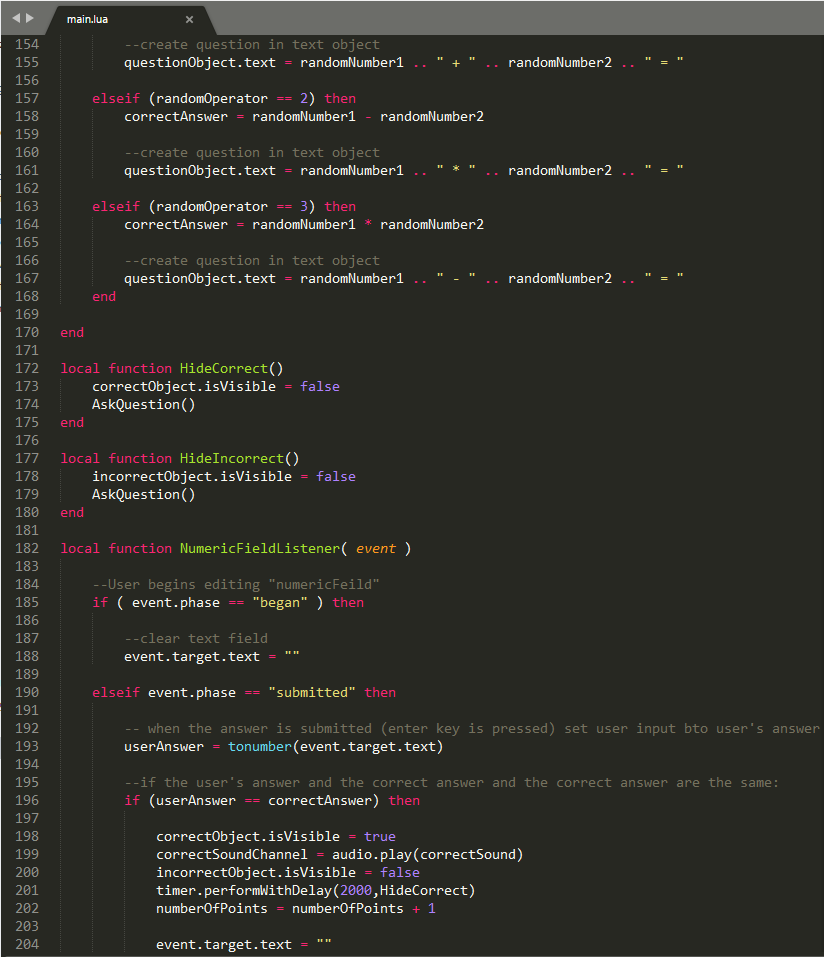 main.lua ×
154 --create question in text object
155 questionObject.text = randomNumber1 .. " + " .. randomNumber2 .. " = "
156
157 elseif (randomOperator == 2) then
158 correctAnswer = randomNumber1 - randomNumber2
159
160 --create question in text object
161 questionObject.text = randomNumber1 .. " * " .. randomNumber2 .. " = "
162
163 elseif (randomOperator == 3) then
164 correctAnswer = randomNumber1 * randomNumber2
165
166 --create question in text object
167 questionObject.text = randomNumber1 .. " - " .. randomNumber2 .. " = "
168 end
169
170 end
171
172 local function HideCorrect()
173 correctObject.isVisible = false
174 AskQuestion()
175 end
176
177 local function HideIncorrect()
178 incorrectObject.isVisible = false
179 AskQuestion()
180 end
181
182 local function NumericFieldListener( event )
183
184 --User begins editing "numericFeild"
185 if ( event.phase == "began" ) then
186
187 --clear text field
188 event.target.text = ""
189
190 elseif event.phase == "submitted" then
191
192 -- when the answer is submitted (enter key is pressed) set user input bto user's answer
193 userAnswer = tonumber(event.target.text)
194
195 --if the user's answer and the correct answer and the correct answer are the same:
196 if (userAnswer == correctAnswer) then
197
198 correctObject.isVisible = true
199 correctSoundChannel = audio.play(correctSound)
200 incorrectObject.isVisible = false
201 timer.performWithDelay(2000,HideCorrect)
202 numberOfPoints = numberOfPoints + 1
203
204 event.target.text = ""